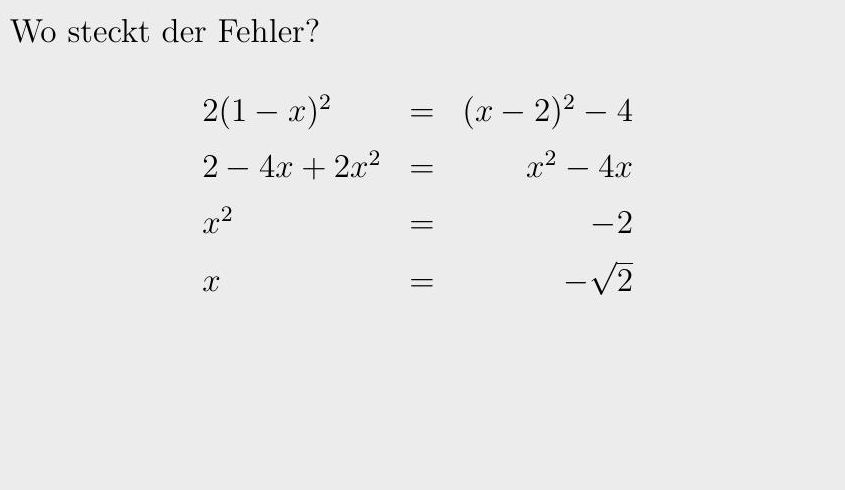 Wo steckt der Fehler?
2(1 − x)² = (x − 2)² − 4
2 − 4x + 2x² = x² − 4x
x² = −2
x = −√2